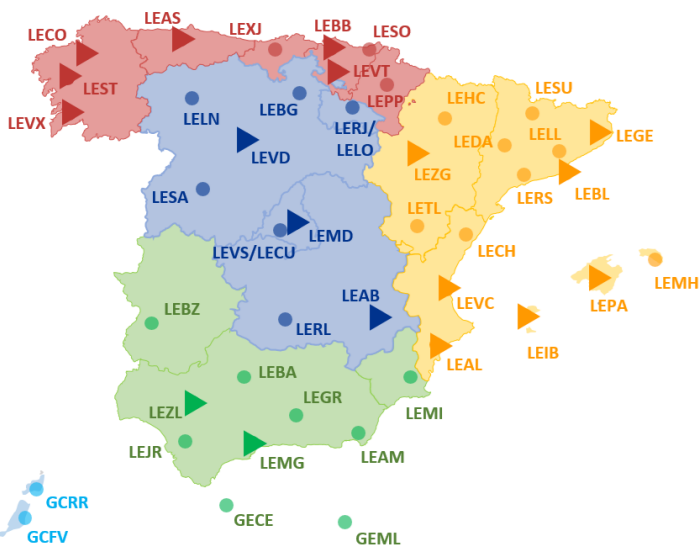 LEAS
LEXJ
LEBB
LESO
LECO
LEST
LEVT
LEPP
LEVX
LELN
LEBG
LERJ/
LELO
LEVD
LEHC
LESU
LEDA
LELL
LEGE
LEZG
LERS
LEBL
LESA
LETL
LEVS/LECU
LEMD
LECH
LEMH
LEPA
LEBZ
LEAB
LEVC
LERL
LEIB
LEAL
LEBA
LEZL
LEGR
LEMI
LEJR
LEMG
LEAM
GCRR
GECE
GCFV
GEML